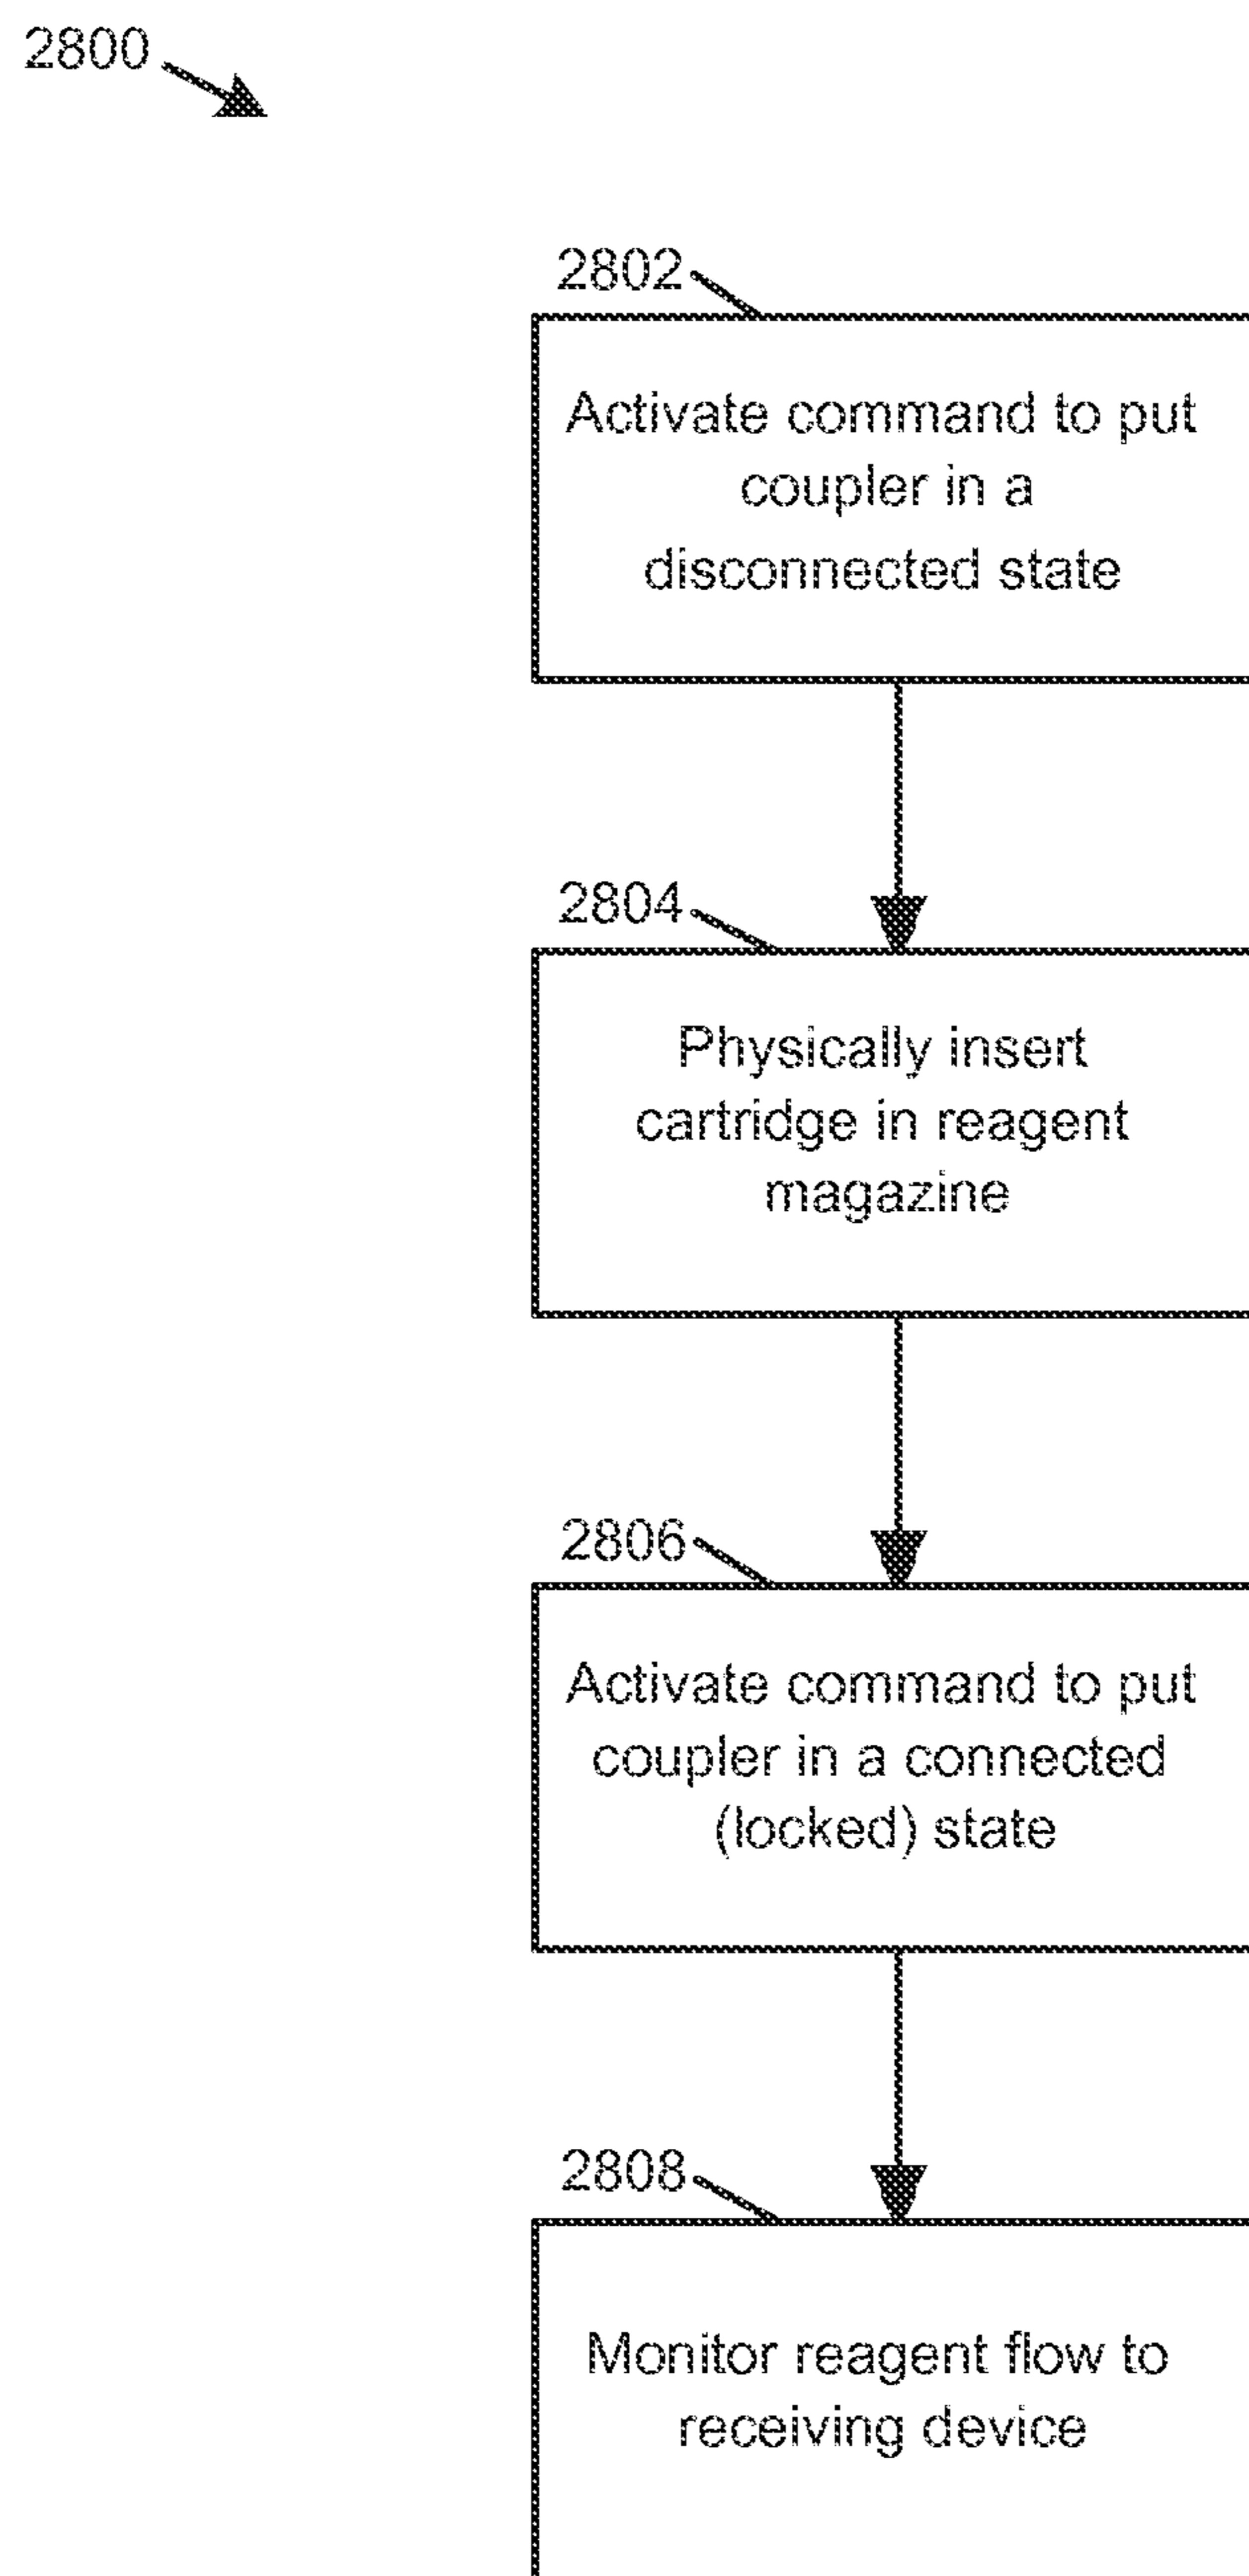 2800
2802
Activate command to put
coupler in a
disconnected state
2804
Physically insert
cartridge in reagent
magazine
2806
Activate command to put
coupler in a connected
(locked) state
2808
Monitor reagent flow to
receiving device